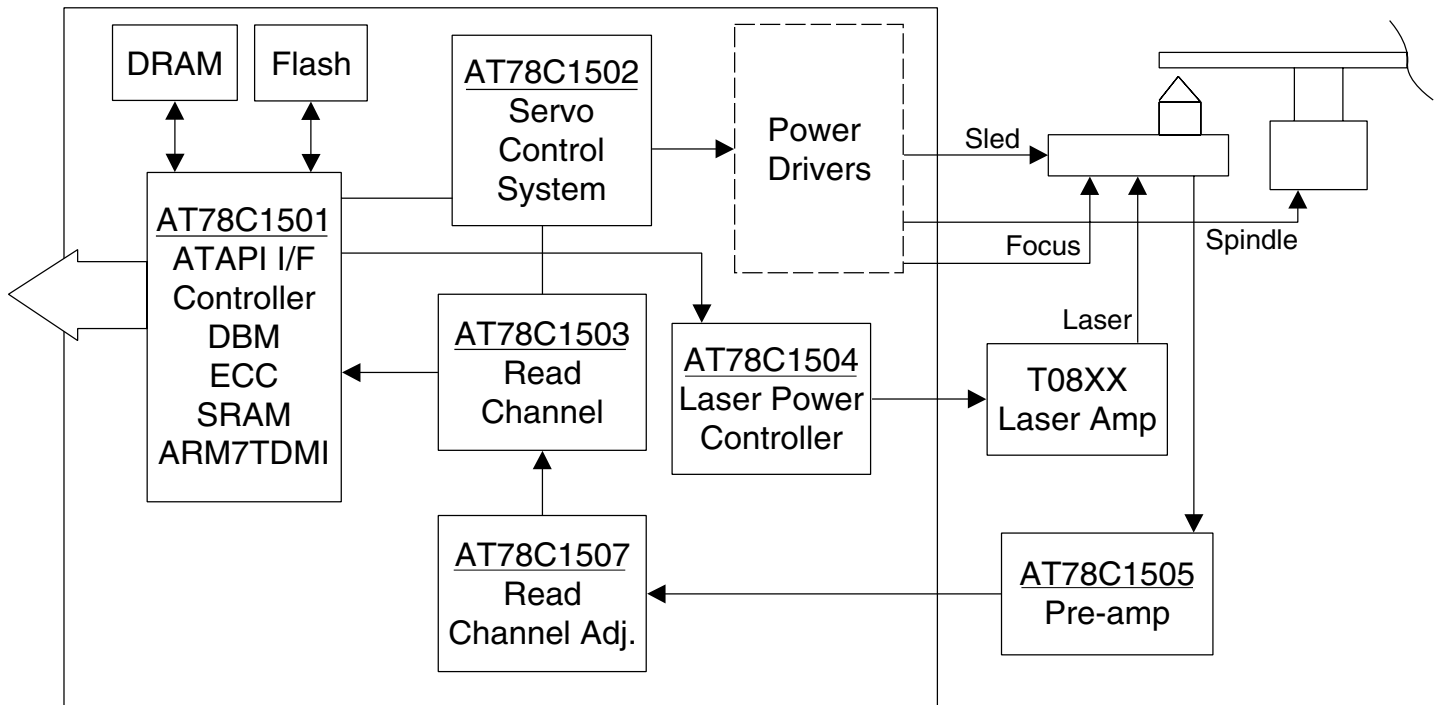 DRAM
Flash
AT78C1502
Servo
Control
System
Power
Drivers
Sled
Focus
Spindle
AT78C1501
ATAPI I/F
Controller
DBM
ECC
SRAM
ARM7TDMI
AT78C1503
Read
Channel
AT78C1504
Laser Power
Controller
Laser
T08XX
Laser Amp
AT78C1507
Read
Channel Adj.
AT78C1505
Pre-amp